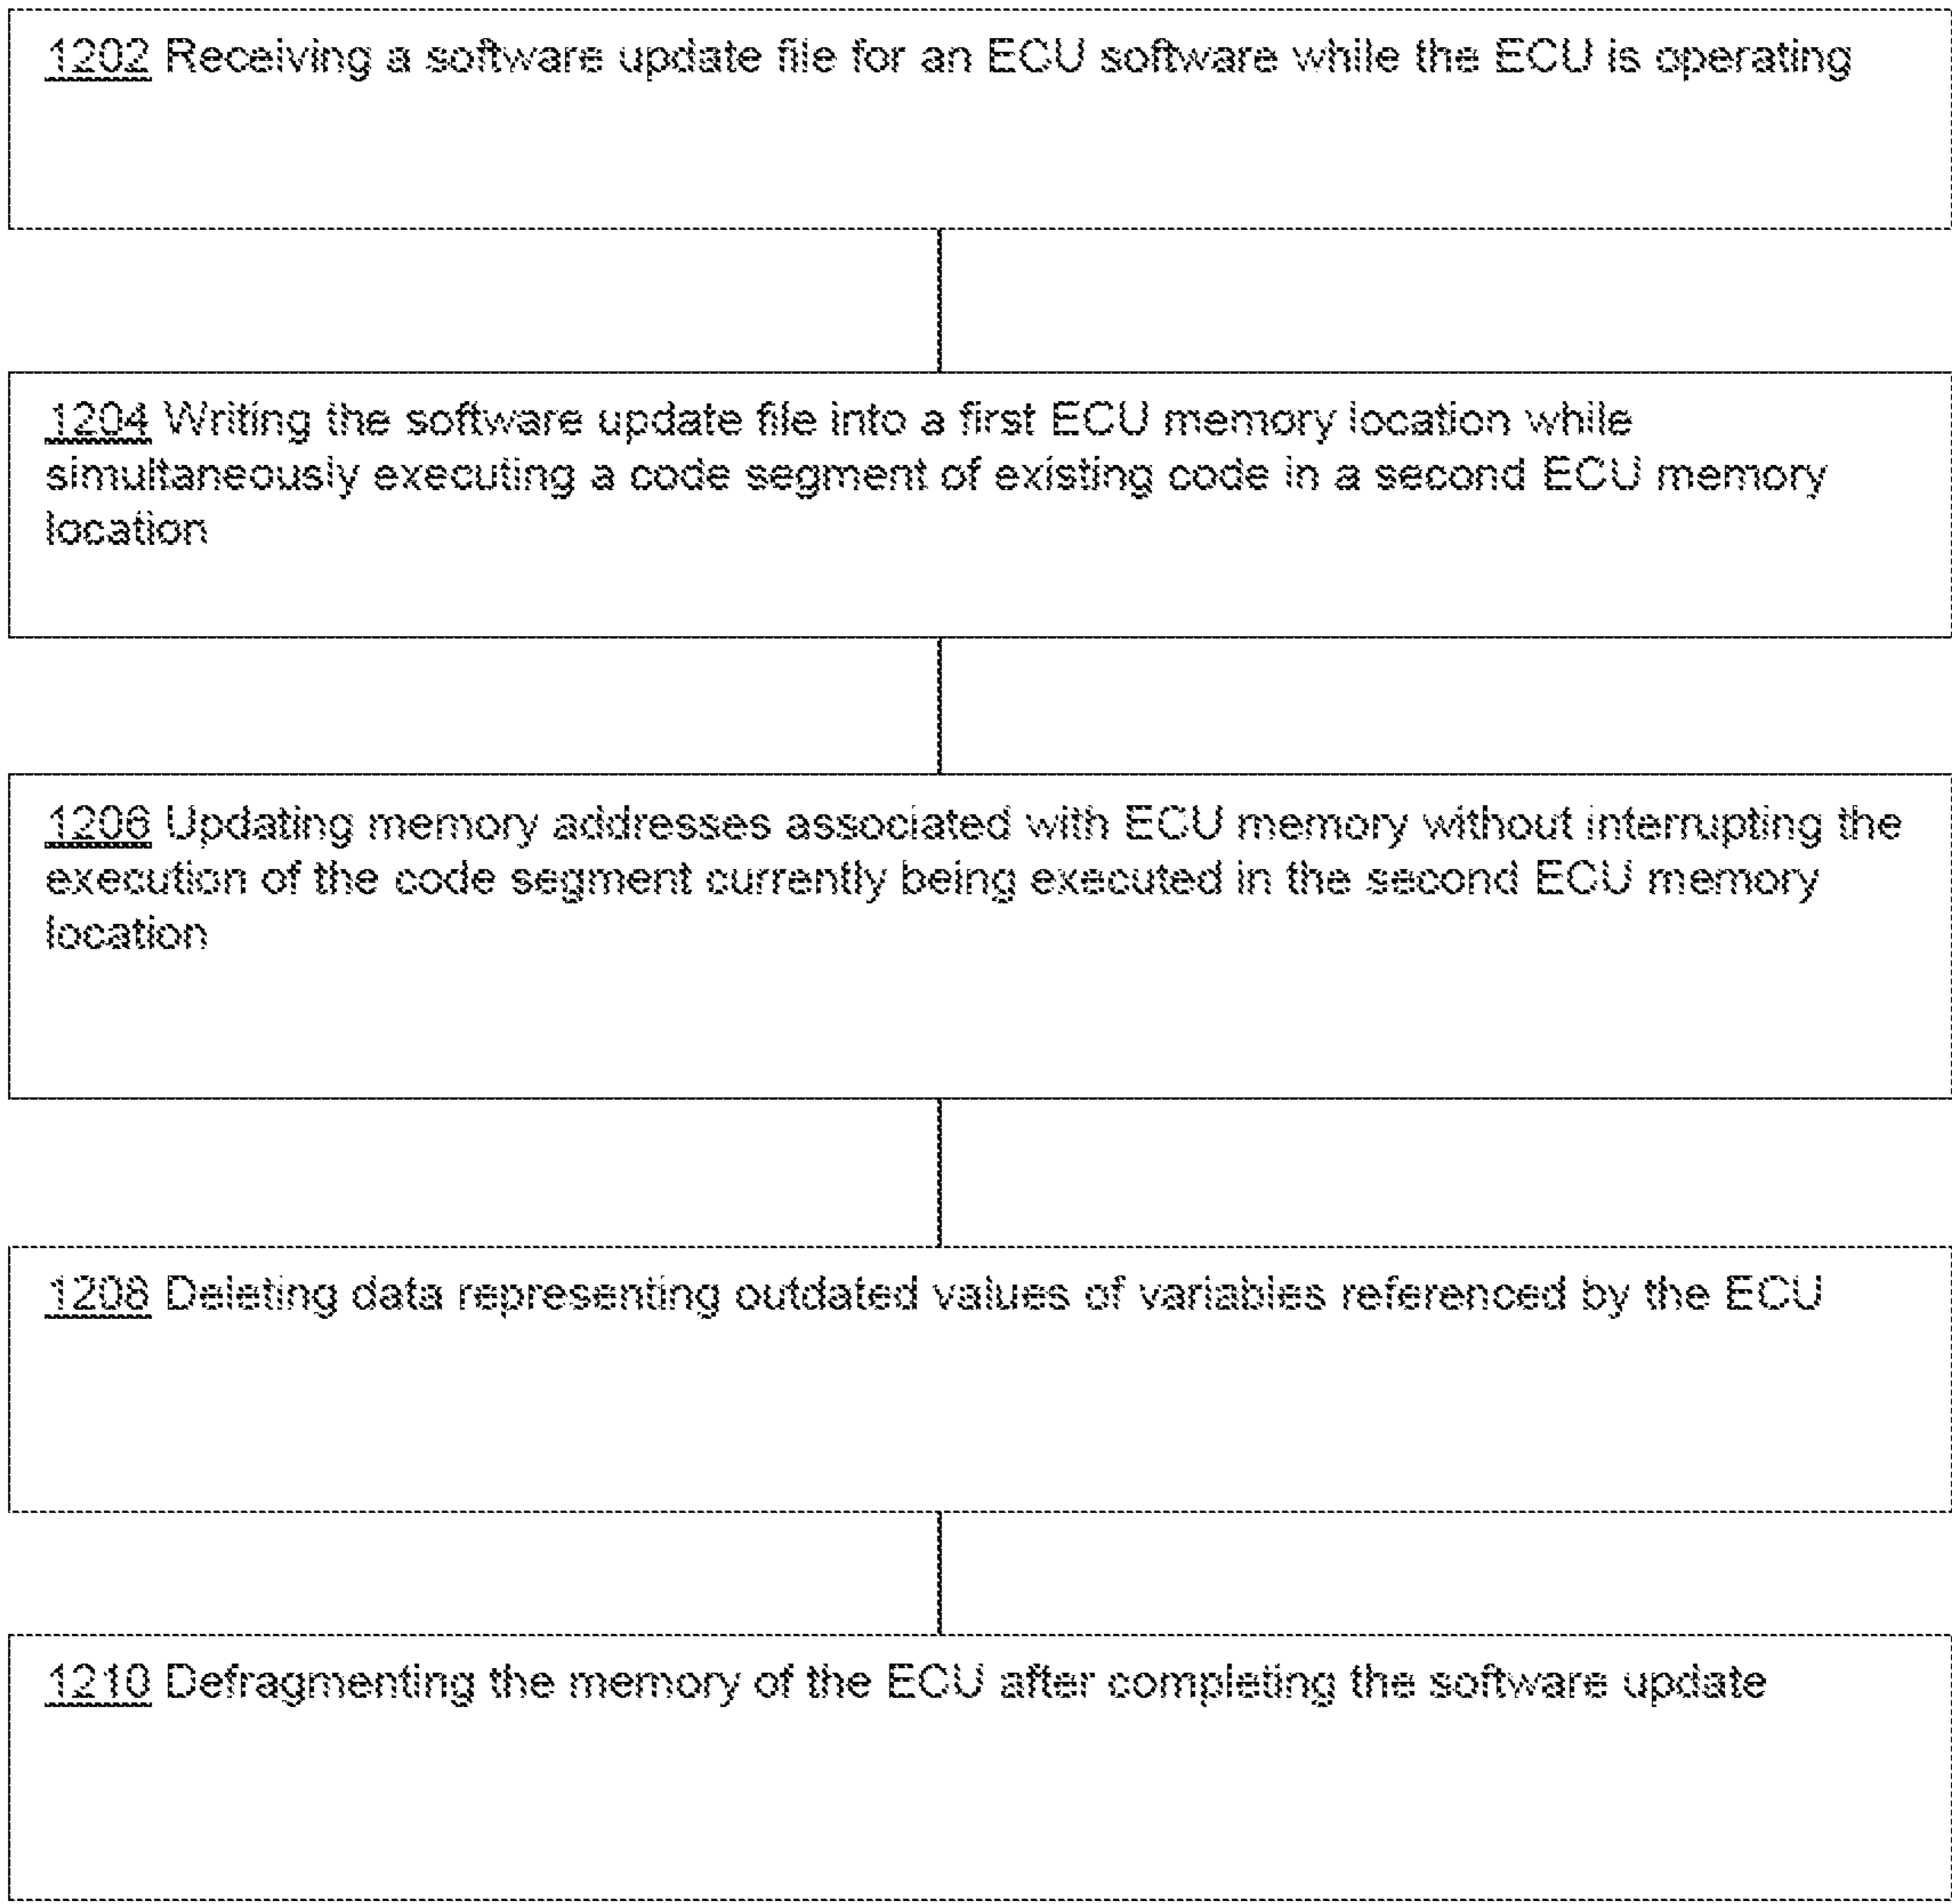 1202 Receiving a software update file for an ECU software while the ECU is operating
1204 Writing the software update file into a first ECU memory location while
simultaneously executing a code segment of existing code in a second ECU memory
location
1206 Updating memory addresses associated with ECU memory without interrupting the
execution of the code segment currently being executed in the second ECU memory
location
1208 Deleting data representing outdated values of variables referenced by the ECU
1210 Defragmenting the memory of the ECU after completing the software update